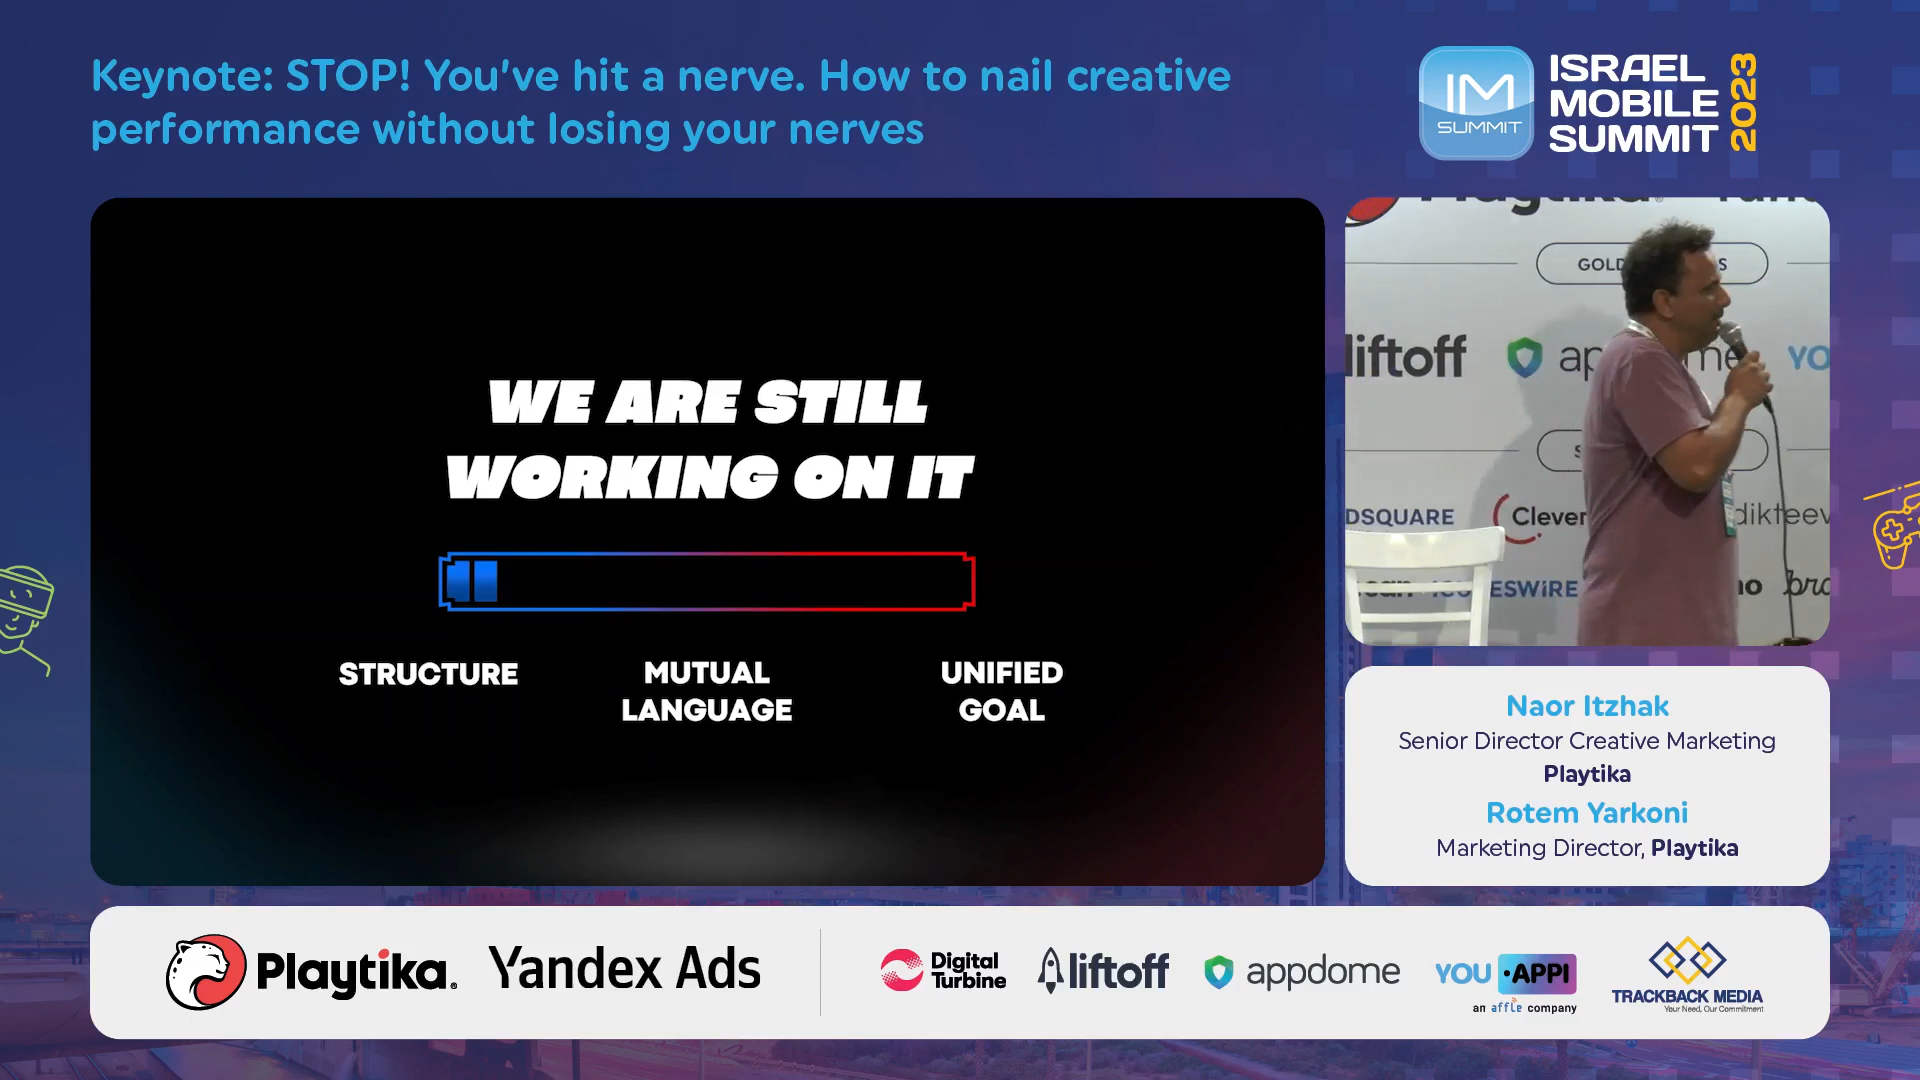 Keynote: STOP! You've hit a nerve. How to nail creative
performance without losing your nerves
IM
SUMMIT
ISRAEL
MOBILE
SUMMIT
2023
WE ARE STILL
WORKING ON IT
STRUCTURE
MUTUAL
LANGUAGE
UNIFIED
GOAL
Playtika
GOLD
liftoff
DSQUARE
Clever
dikteev
ESWIRE
Naor Itzhak
Senior Director Creative Marketing
Playtika
Rotem Yarkoni
Marketing Director, Playtika
Playtika.
Yandex Ads
Digital
Turbine
liftoff
appdome
YOU•APPI
an affle company
TRACKBACK MEDIA
Your Need, Our Commitment